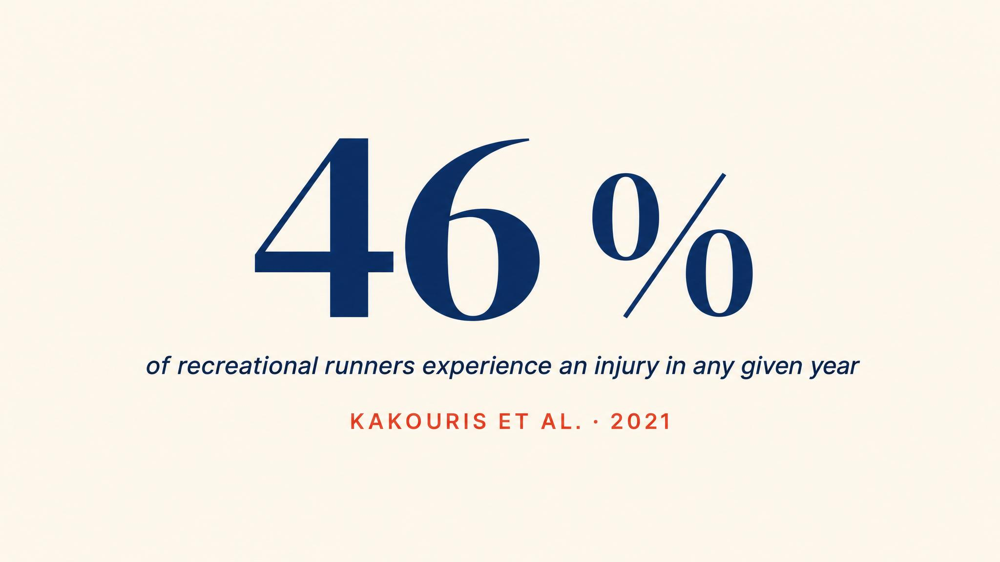 46 %
of recreational runners experience an injury in any given year
KAKOURIS ET AL. · 2021